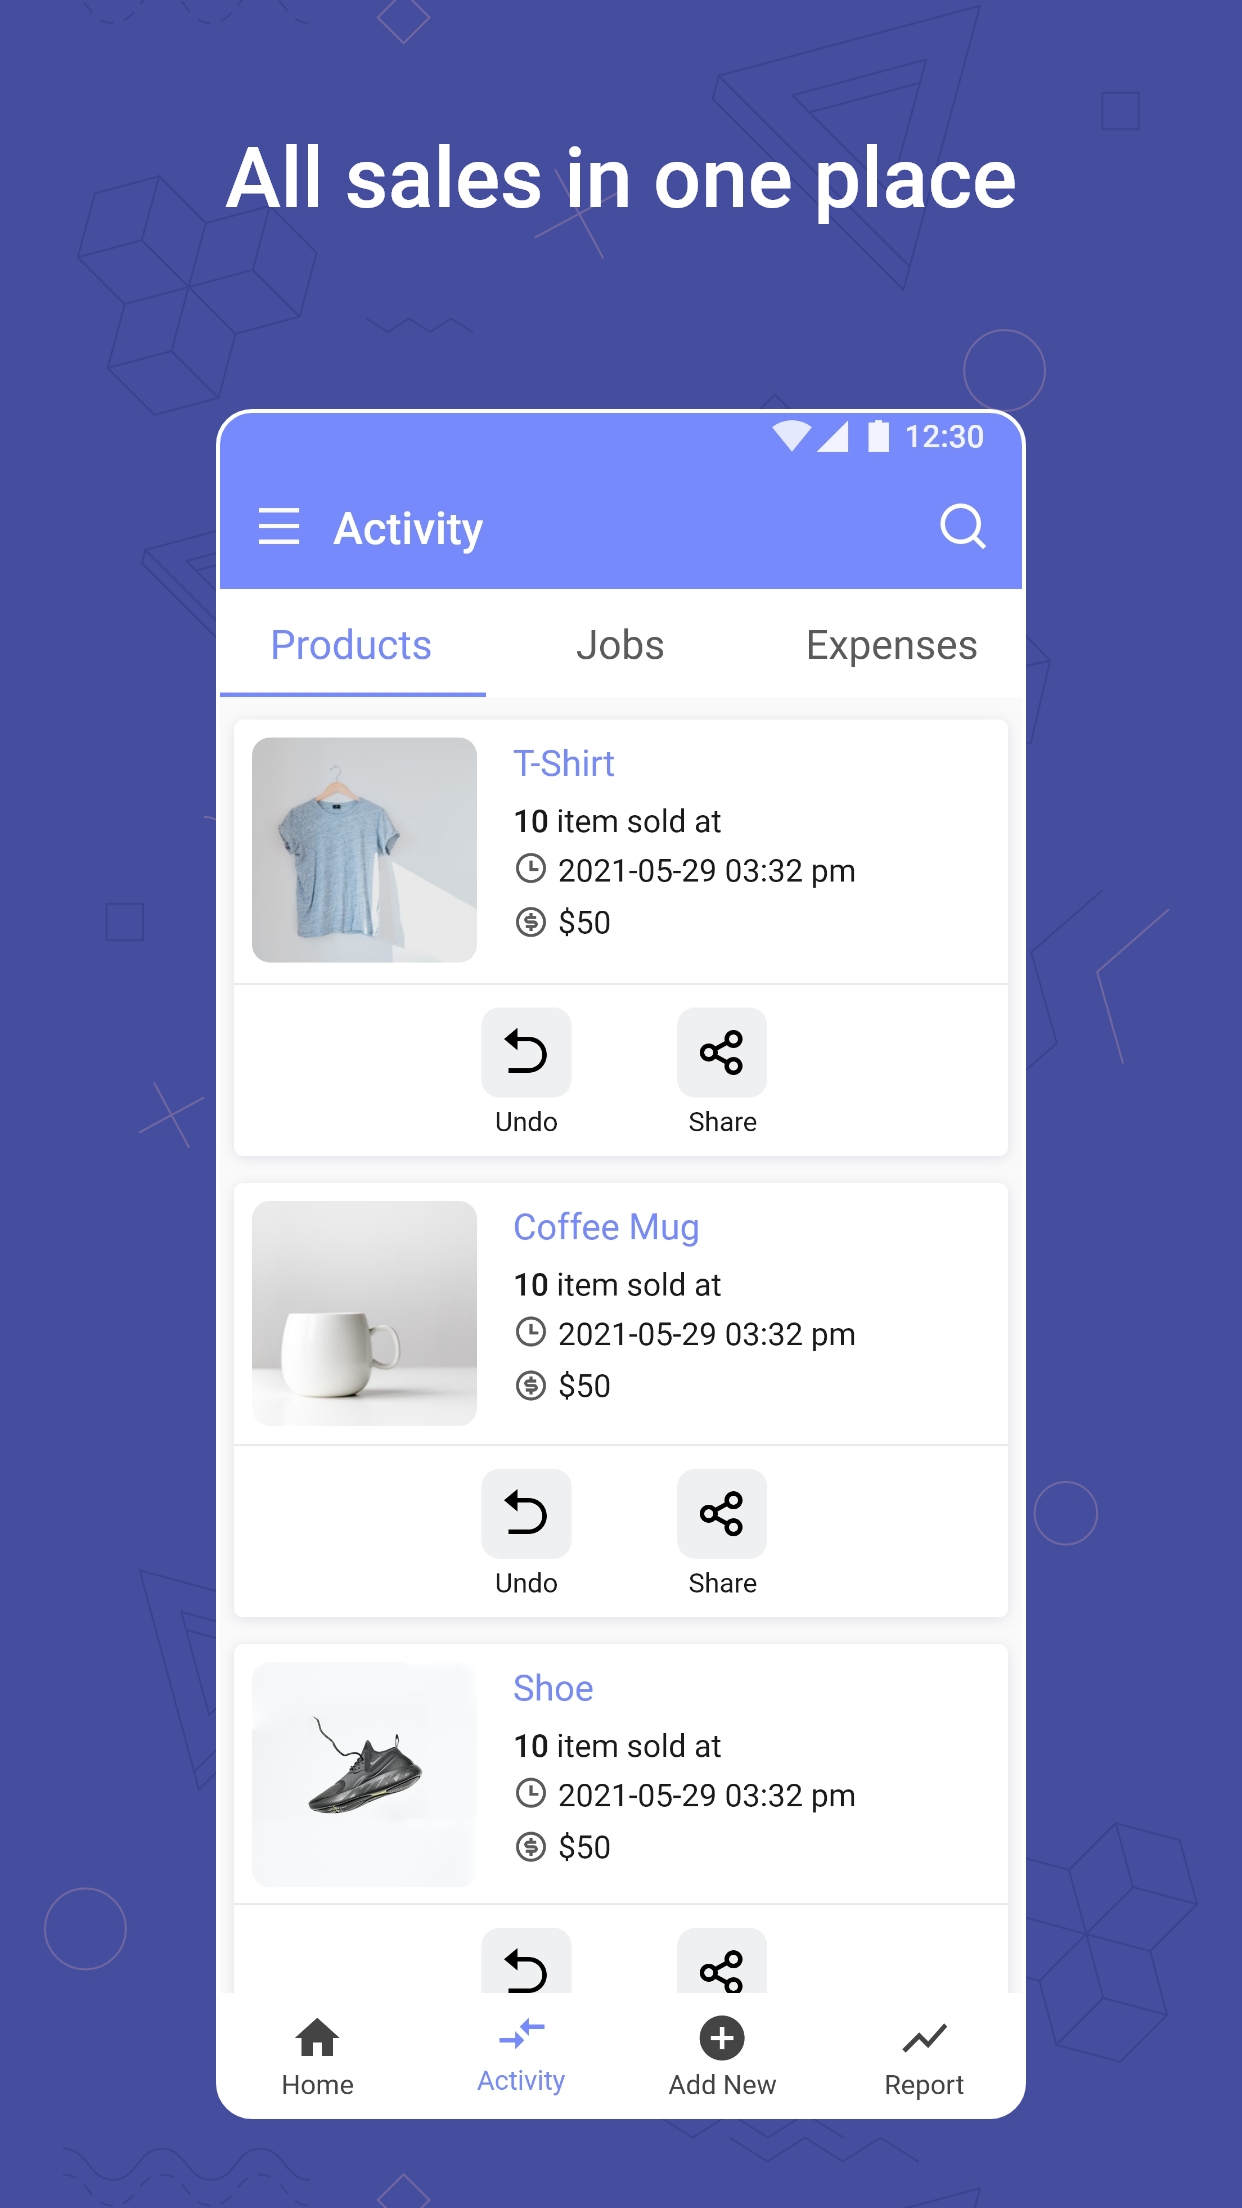 All sales in one place
12:30
Activity
Products Jobs Expenses
T-Shirt
10 item sold at
2021-05-29 03:32 pm
$50
Undo Share
Coffee Mug
10 item sold at
2021-05-29 03:32 pm
$50
Undo Share
Shoe
10 item sold at
2021-05-29 03:32 pm
$50
Home Activity Add New Report